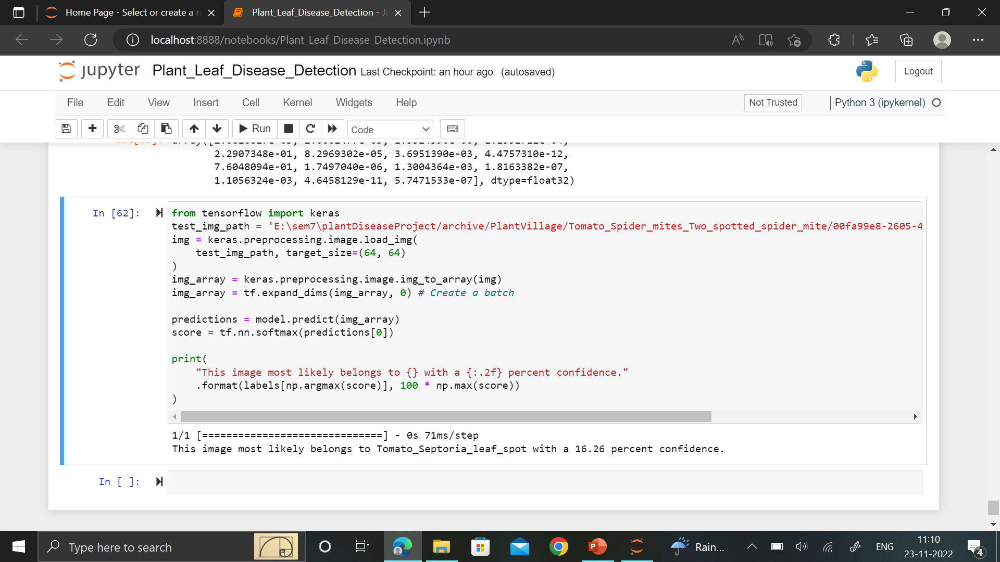 Home Page - Select or create a n
Plant_Leaf_Disease_Detection - Ju
localhost:8888/notebooks/Plant_Leaf_Disease_Detection.ipynb
jupyter Plant_Leaf_Disease_Detection Last Checkpoint: an hour ago (autosaved)
Logout
File Edit View Insert Cell Kernel Widgets Help
Not Trusted
Python 3 (ipykernel)
Run
Code
2.2907348e-01, 8.2969302e-05, 3.6951390e-03, 4.4757310e-12,
7.6048094e-01, 1.7497040e-06, 1.3004364e-03, 1.8163382e-07,
1.1056324e-03, 4.6458129e-11, 5.7471533e-07], dtype=float32)
In [62]:
from tensorflow import keras
test_img_path = 'E:\sem7\plantDiseaseProject/archive/PlantVillage/Tomato_Spider_mites_Two_spotted_spider_mite/00fa99e8-2605-4
img = keras.preprocessing.image.load_img(
    test_img_path, target_size=(64, 64)
)
img_array = keras.preprocessing.image.img_to_array(img)
img_array = tf.expand_dims(img_array, 0) # Create a batch
predictions = model.predict(img_array)
score = tf.nn.softmax(predictions[0])
print(
    "This image most likely belongs to {} with a {:.2f} percent confidence."
    .format(labels[np.argmax(score)], 100 * np.max(score))
)
1/1 [==============================] - 0s 71ms/step
This image most likely belongs to Tomato_Septoria_leaf_spot with a 16.26 percent confidence.
In [ ]:
Type here to search
Rain...
ENG
11:10
23-11-2022
4